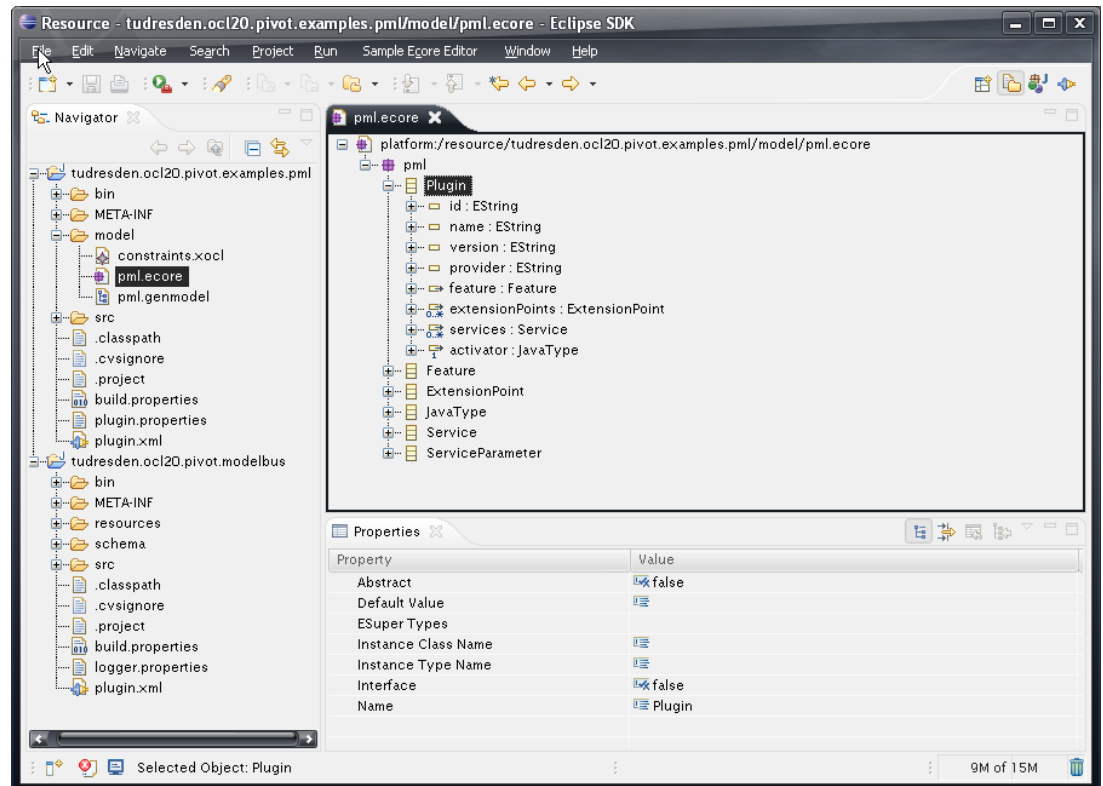 Resource - tudresden.ocl20.pivot.examples.pml/model/pml.ecore - Eclipse SDK
File Edit Navigate Search Project Run Sample Ecore Editor Window Help
Navigator
tudresden.ocl20.pivot.examples.pml
bin
META-INF
model
constraints.xocl
pml.ecore
pml.genmodel
src
.classpath
.cvsignore
.project
build.properties
plugin.properties
plugin.xml
tudresden.ocl20.pivot.modelbus
bin
META-INF
resources
schema
src
.classpath
.cvsignore
.project
build.properties
logger.properties
plugin.xml
pml.ecore
platform:/resource/tudresden.ocl20.pivot.examples.pml/model/pml.ecore
pml
Plugin
id : EString
name : EString
version : EString
provider : EString
feature : Feature
0..* extensionPoints : ExtensionPoint
0..* services : Service
1 activator : JavaType
Feature
ExtensionPoint
JavaType
Service
ServiceParameter
Properties
Property Value
Abstract false
Default Value
ESuper Types
Instance Class Name
Instance Type Name
Interface false
Name Plugin
Selected Object: Plugin 9M of 15M